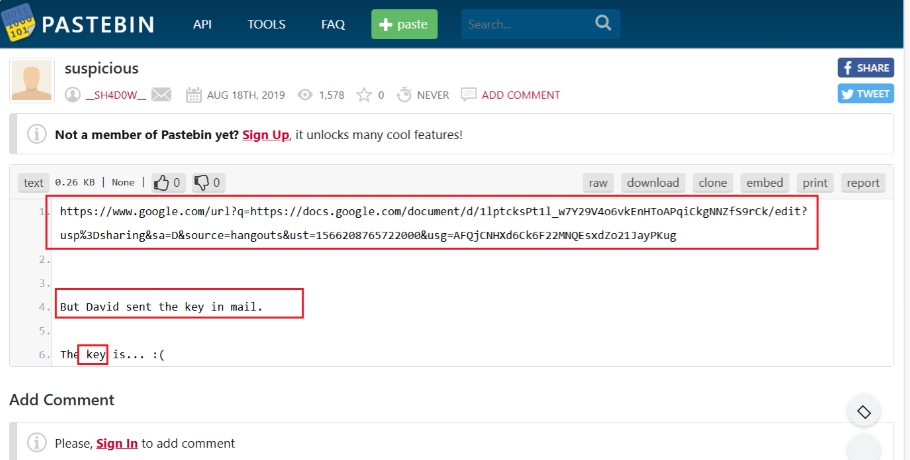 PASTEBIN API TOOLS FAQ + paste Search...
suspicious
SHARE
__SH4D0W__ AUG 18TH, 2019 1,578 0 NEVER ADD COMMENT
TWEET
Not a member of Pastebin yet? Sign Up, it unlocks many cool features!
text 0.26 KB | None | 0 0 raw download clone embed print report
1. https://www.google.com/url?q=https://docs.google.com/document/d/1lptcksPt1l_w7Y29V4o6vkEnHToAPqiCkgNNZfS9rCk/edit?
usp%3Dsharing&sa=D&source=hangouts&ust=1566208765722000&usg=AFQjCNHXd6Ck6F22MNQEsxdZo21JayPKug
2.
3.
4. But David sent the key in mail.
5.
6. The key is... :(
Add Comment
Please, Sign In to add comment